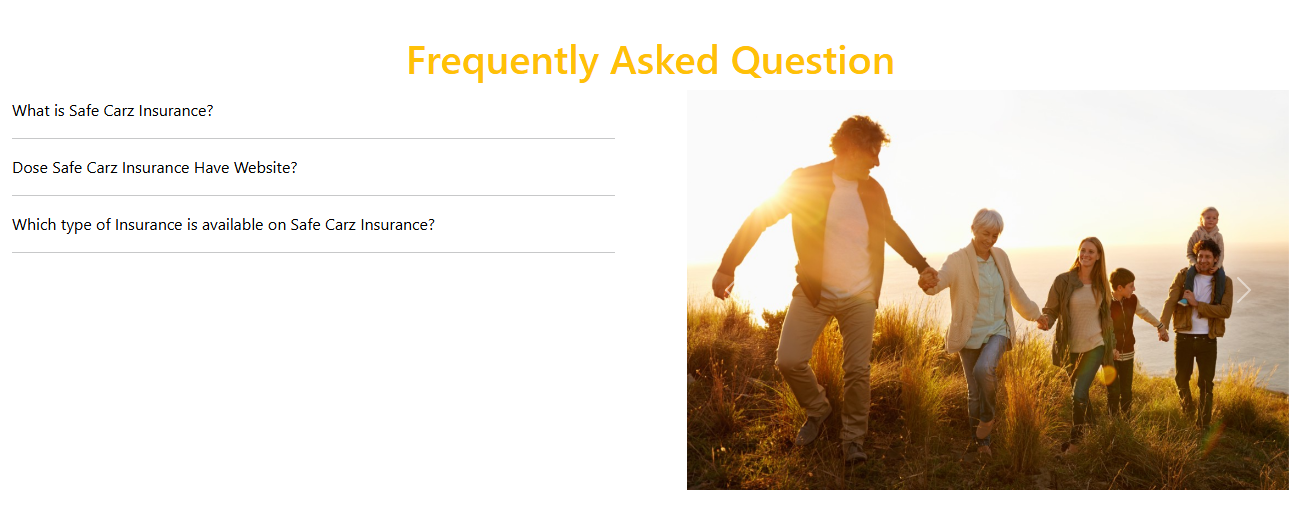 Frequently Asked Question
What is Safe Carz Insurance?
Dose Safe Carz Insurance Have Website?
Which type of Insurance is available on Safe Carz Insurance?